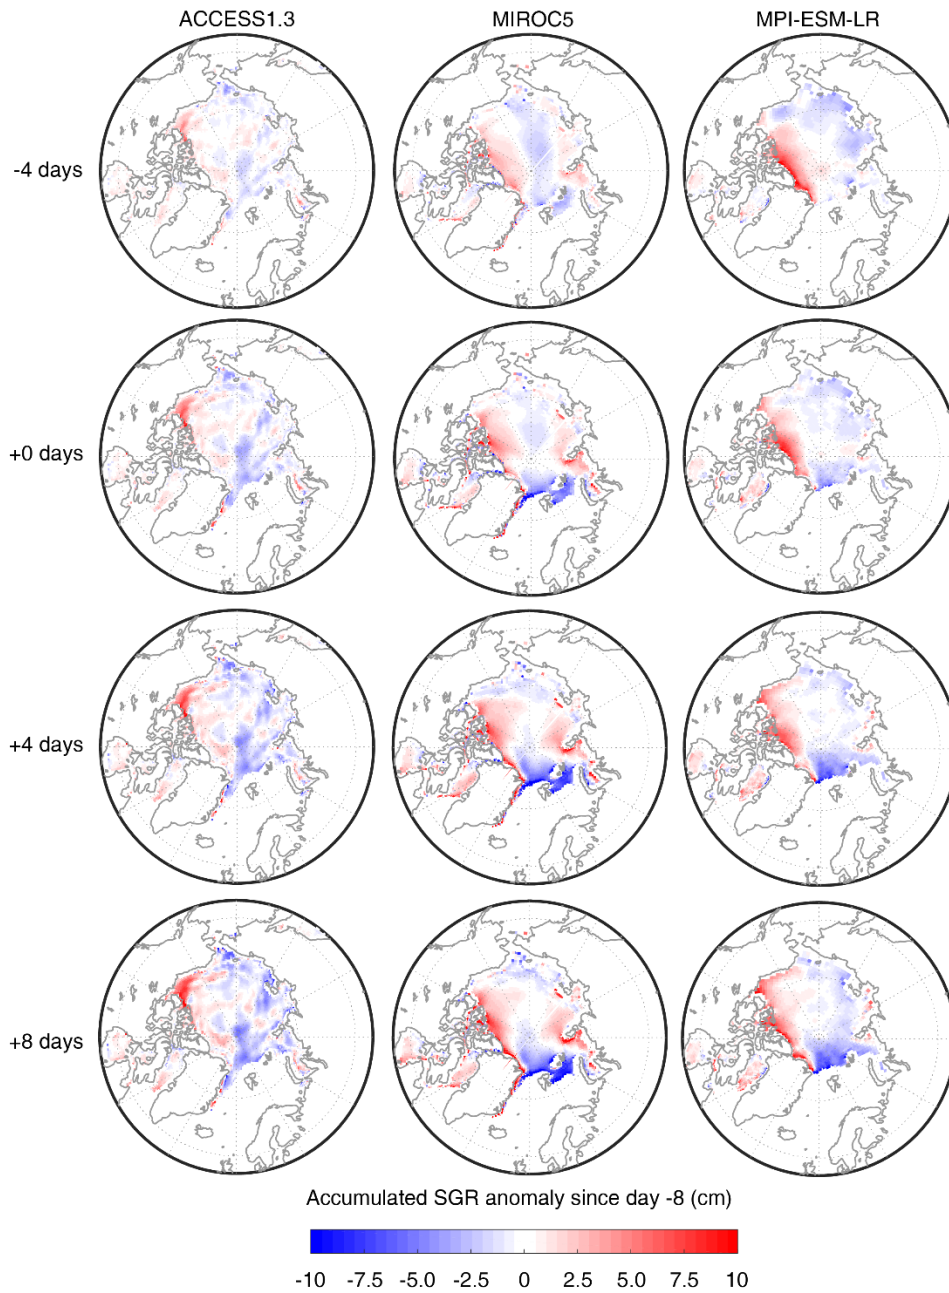 ACCESS1.3 MIROC5 MPI-ESM-LR
-4 days
+0 days
+4 days
+8 days
Accumulated SGR anomaly since day -8 (cm)
-10 -7.5 -5.0 -2.5 0 2.5 5.0 7.5 10